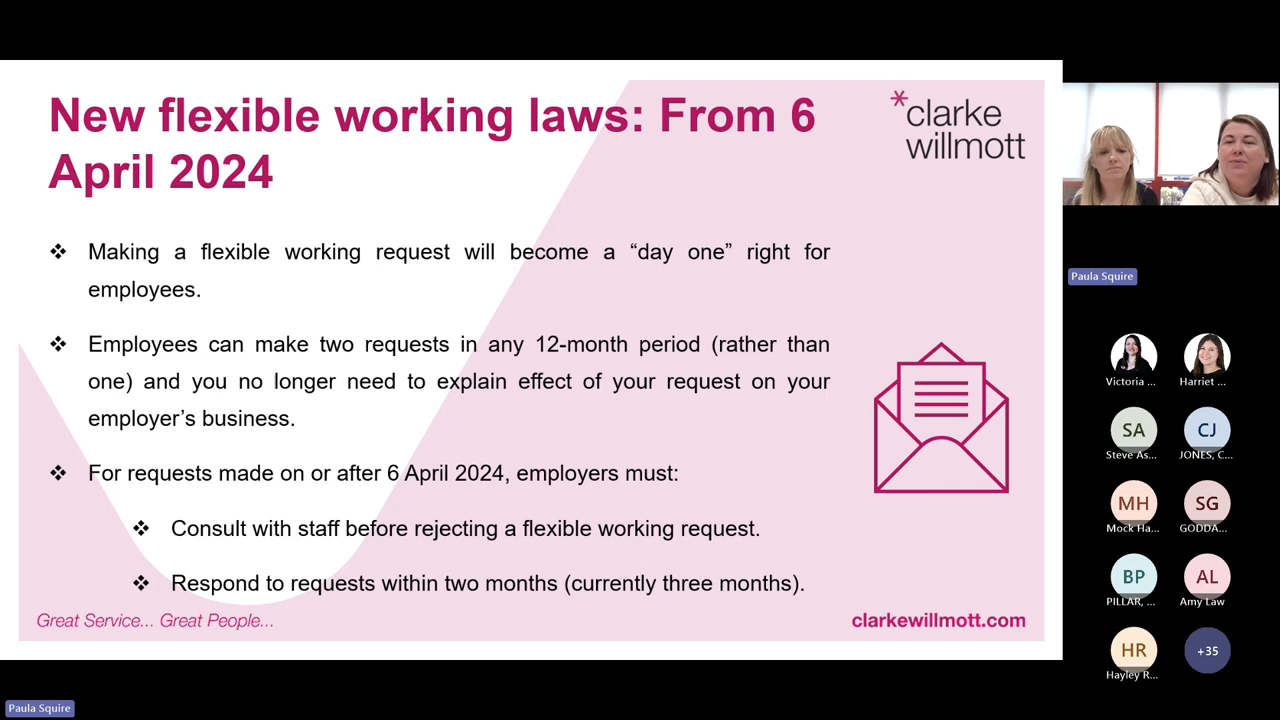 New flexible working laws: From 6
April 2024
*clarke
willmott
❖ Making a flexible working request will become a “day one” right for
employees.
❖ Employees can make two requests in any 12-month period (rather than
one) and you no longer need to explain effect of your request on your
employer’s business.
❖ For requests made on or after 6 April 2024, employers must:
❖ Consult with staff before rejecting a flexible working request.
❖ Respond to requests within two months (currently three months).
Great Service... Great People...
clarkewillmott.com
Paula Squire
Victoria ...
Harriet ...
SA
Steve As...
CJ
JONES, C...
MH
Mock Ha...
SG
GODDA...
BP
PILLAR, ...
AL
Amy Law
HR
Hayley R...
+35
Paula Squire